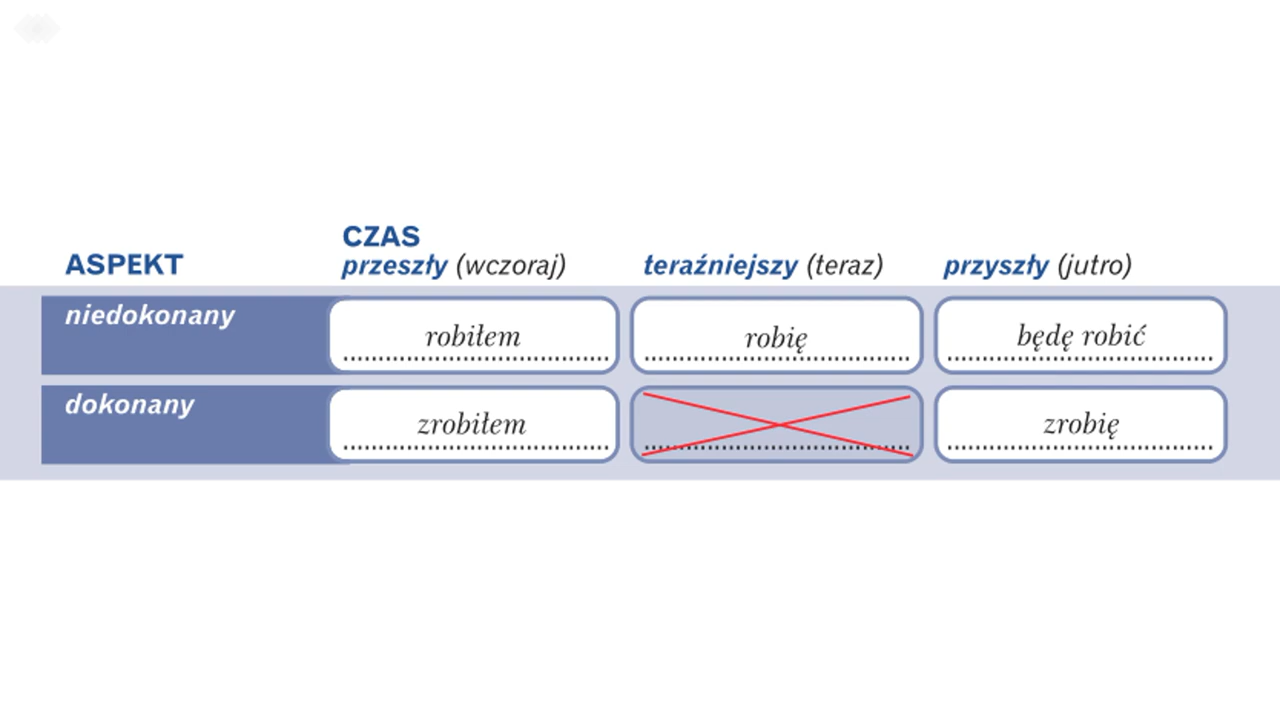 CZAS
ASPEKT przeszły (wczoraj) teraźniejszy (teraz) przyszły (jutro)
niedokonany robiłem robię będę robić
dokonany zrobiłem zrobię